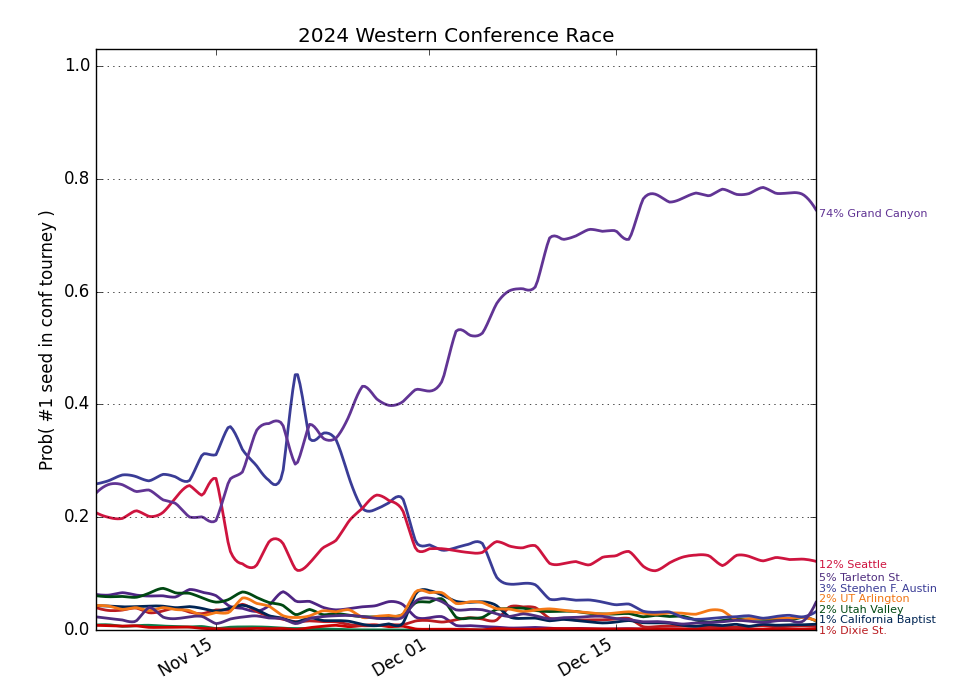 2024 Western Conference Race
Prob( #1 seed in conf tourney )
1.0
0.8
0.6
0.4
0.2
0.0
Nov 15
Dec 01
Dec 15
74% Grand Canyon
12% Seattle
5% Tarleton St.
3% Stephen F. Austin
2% UT Arlington
2% Utah Valley
1% California Baptist
1% Dixie St.